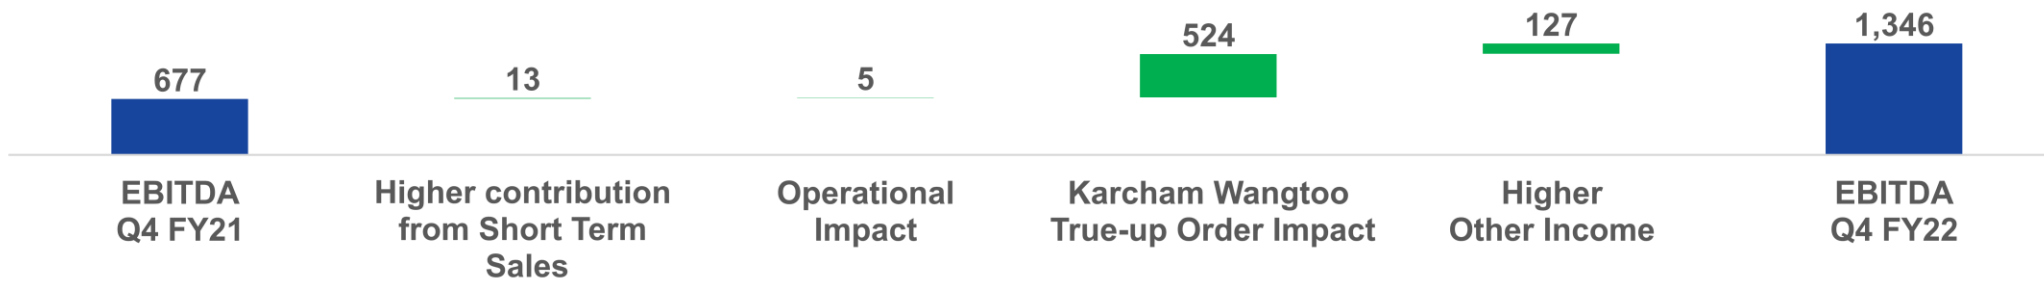 677
13
5
524
127
1,346
EBITDA
Q4 FY21
Higher contribution
from Short Term
Sales
Operational
Impact
Karcham Wangtoo
True-up Order Impact
Higher
Other Income
EBITDA
Q4 FY22